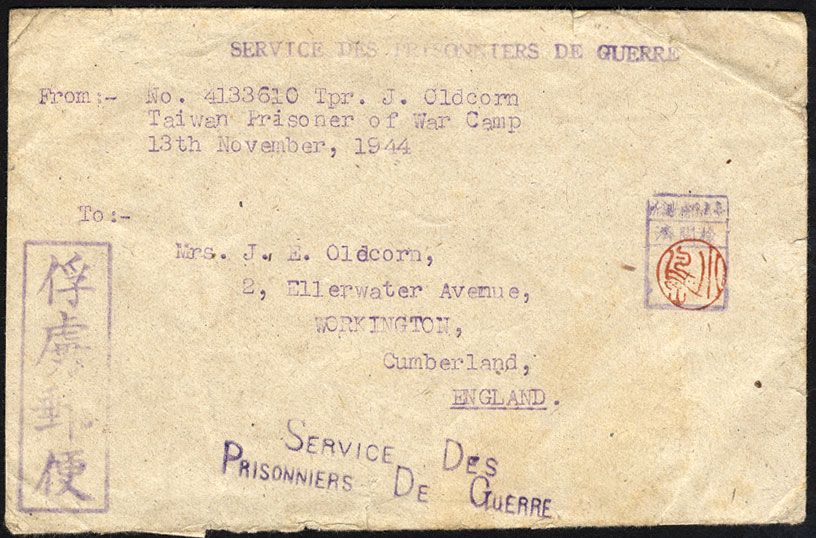 SERVICE DES PRISONNIERS DE GUERRE
From:- No. 4133610 Tpr. J. Oldcorn
Taiwan Prisoner of War Camp
13th November, 1944
To:-
Mrs. J. E. Oldcorn,
2, Ellerwater Avenue,
WORKINGTON,
Cumberland,
ENGLAND.
俘虜郵便
SERVICE DES
PRISONNIERS DE GUERRE